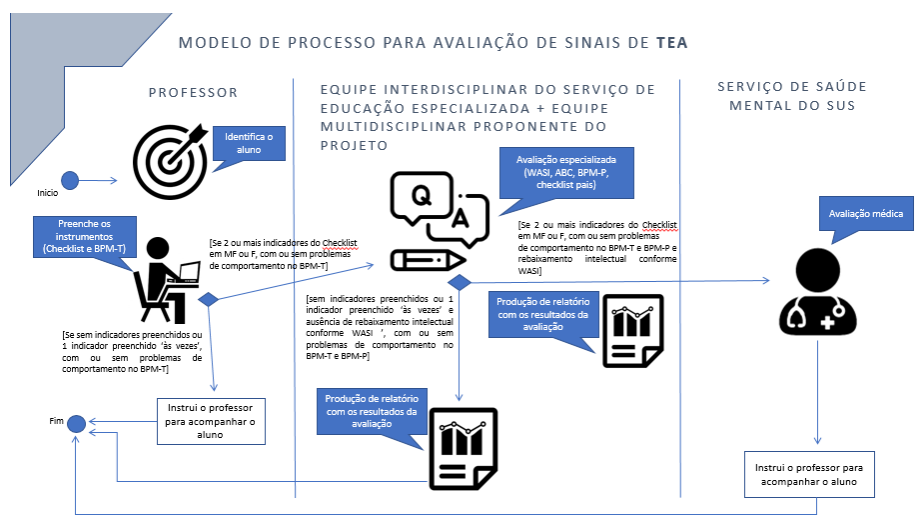 MODELO DE PROCESSO PARA AVALIAÇÃO DE SINAIS DE TEA
PROFESSOR
EQUIPE INTERDISCIPLINAR DO SERVIÇO DE
EDUCAÇÃO ESPECIALIZADA + EQUIPE
MULTIDISCIPLINAR PROPONENTE DO
PROJETO
SERVIÇO DE SAÚDE
MENTAL DO SUS
Inicio
Identifica o
aluno
Preenche os
instrumentos
(Checklist e BPM-T)
[Se 2 ou mais indicadores do Checklist
em MF ou F, com ou sem problemas
de comportamento no BPM-T]
[Se sem indicadores preenchidos ou
1 indicador preenchido 'às vezes',
com ou sem problemas de
comportamento no BPM-T]
Instrui o professor
para acompanhar o
aluno
Fim
Q
A
Avaliação especializada
(WASI, ABC, BPM-P,
checklist pais)
[Se 2 ou mais indicadores do Checklist
em MF ou F, com ou sem problemas
de comportamento no BPM-T e BPM-P e
rebaixamento intelectual conforme
WASI]
[sem indicadores preenchidos ou 1
indicador preenchido 'às vezes' e
ausência de rebaixamento intelectual
conforme WASI ', com ou sem
problemas de comportamento no
BPM-T e BPM-P]
Produção de relatório
com os resultados da
avaliação
Produção de relatório
com os resultados da
avaliação
Avaliação médica
Instrui o professor para
acompanhar o aluno